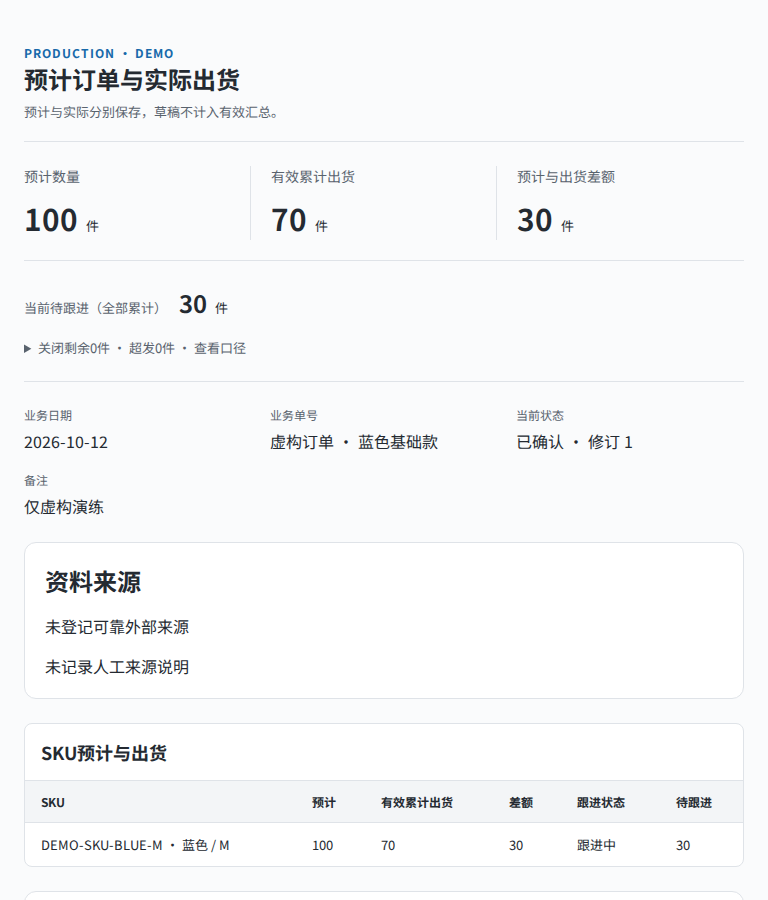 PRODUCTION · DEMO
预计订单与实际出货
预计与实际分别保存，草稿不计入有效汇总。
预计数量
100 件
有效累计出货
70 件
预计与出货差额
30 件
当前待跟进（全部累计） 30 件
▶ 关闭剩余0件 · 超发0件 · 查看口径
业务日期
2026-10-12
业务单号
虚构订单 · 蓝色基础款
当前状态
已确认 · 修订 1
备注
仅虚构演练
资料来源
未登记可靠外部来源
未记录人工来源说明
SKU预计与出货
SKU 预计 有效累计出货 差额 跟进状态 待跟进
DEMO-SKU-BLUE-M · 蓝色 / M 100 70 30 跟进中 30